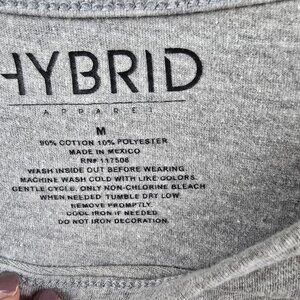 HYBRID
APPAREL
M
90% COTTON 10% POLYESTER
MADE IN MEXICO
RN# 117508
WASH INSIDE OUT BEFORE WEARING
MACHINE WASH COLD WITH LIKE COLORS
GENTLE CYCLE. ONLY NON-CHLORINE BLEACH
WHEN NEEDED TUMBLE DRY LOW
REMOVE PROMPTLY
COOL IRON IF NEEDED
DO NOT IRON DECORATION